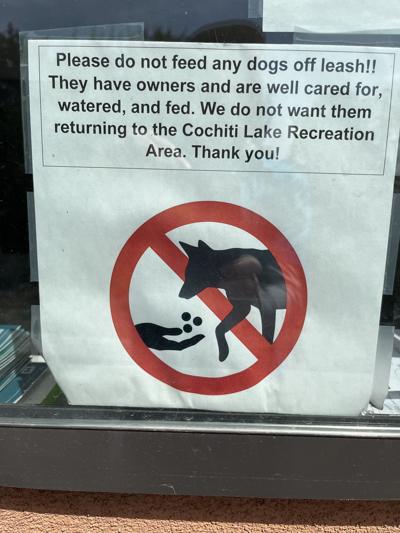 Please do not feed any dogs off leash!!
They have owners and are well cared for,
watered, and fed. We do not want them
returning to the Cochiti Lake Recreation
Area. Thank you!